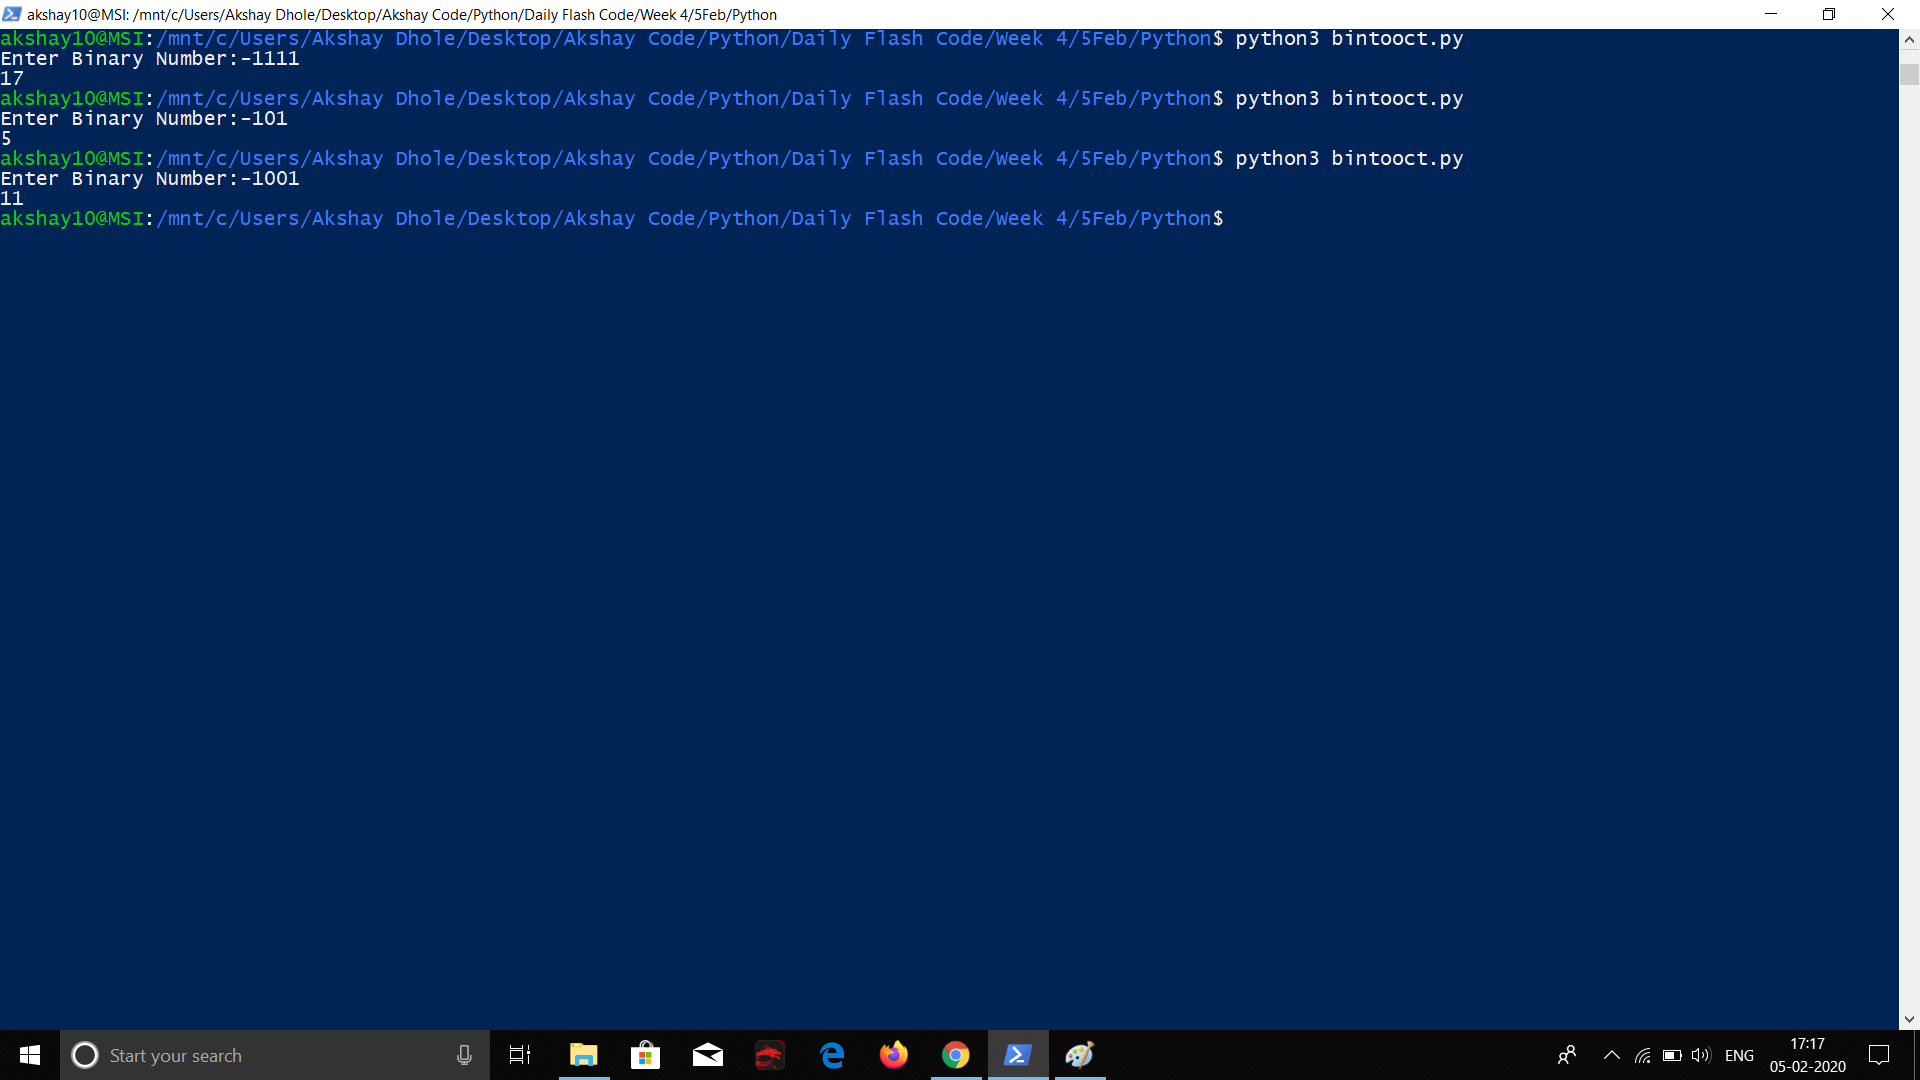 akshay10@MSI: /mnt/c/Users/Akshay Dhole/Desktop/Akshay Code/Python/Daily Flash Code/Week 4/5Feb/Python
akshay10@MSI:/mnt/c/Users/Akshay Dhole/Desktop/Akshay Code/Python/Daily Flash Code/Week 4/5Feb/Python$ python3 bintooct.py
Enter Binary Number:-1111
17
akshay10@MSI:/mnt/c/Users/Akshay Dhole/Desktop/Akshay Code/Python/Daily Flash Code/Week 4/5Feb/Python$ python3 bintooct.py
Enter Binary Number:-101
5
akshay10@MSI:/mnt/c/Users/Akshay Dhole/Desktop/Akshay Code/Python/Daily Flash Code/Week 4/5Feb/Python$ python3 bintooct.py
Enter Binary Number:-1001
11
akshay10@MSI:/mnt/c/Users/Akshay Dhole/Desktop/Akshay Code/Python/Daily Flash Code/Week 4/5Feb/Python$
Start your search
ENG
17:17
05-02-2020